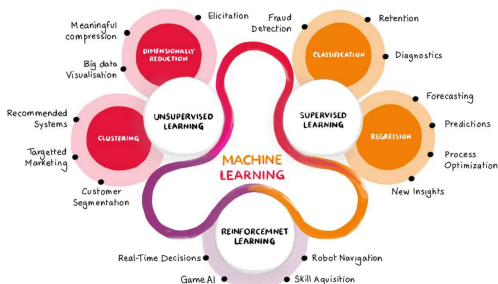 Meaningful
compression
Elicitation
Big data
Visualisation
DIMENSIONALLY
REDUCTION
Fraud
Detection
Retention
Diagnostics
CLASSIFICATION
Recommended
Systems
Targetted
Marketing
Customer
Segmentation
CLUSTERING
UNSUPERVISED
LEARNING
SUPERVISED
LEARNING
REGRESSION
Forecasting
Predictions
Process
Optimization
New Insights
MACHINE
LEARNING
REINFORCEMNET
LEARNING
Real-Time Decisions
Robot Navigation
Game AI
Skill Aquisition